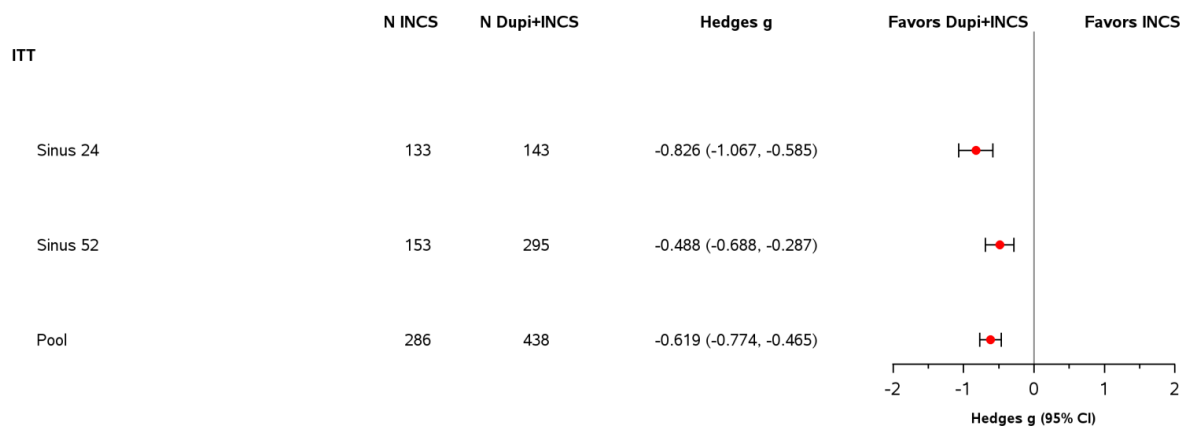 N INCS N Dupi+INCS Hedges g Favors Dupi+INCS Favors INCS
ITT
Sinus 24 133 143 -0.826 (-1.067, -0.585)
Sinus 52 153 295 -0.488 (-0.688, -0.287)
Pool 286 438 -0.619 (-0.774, -0.465)
-2 -1 0 1 2
Hedges g (95% CI)